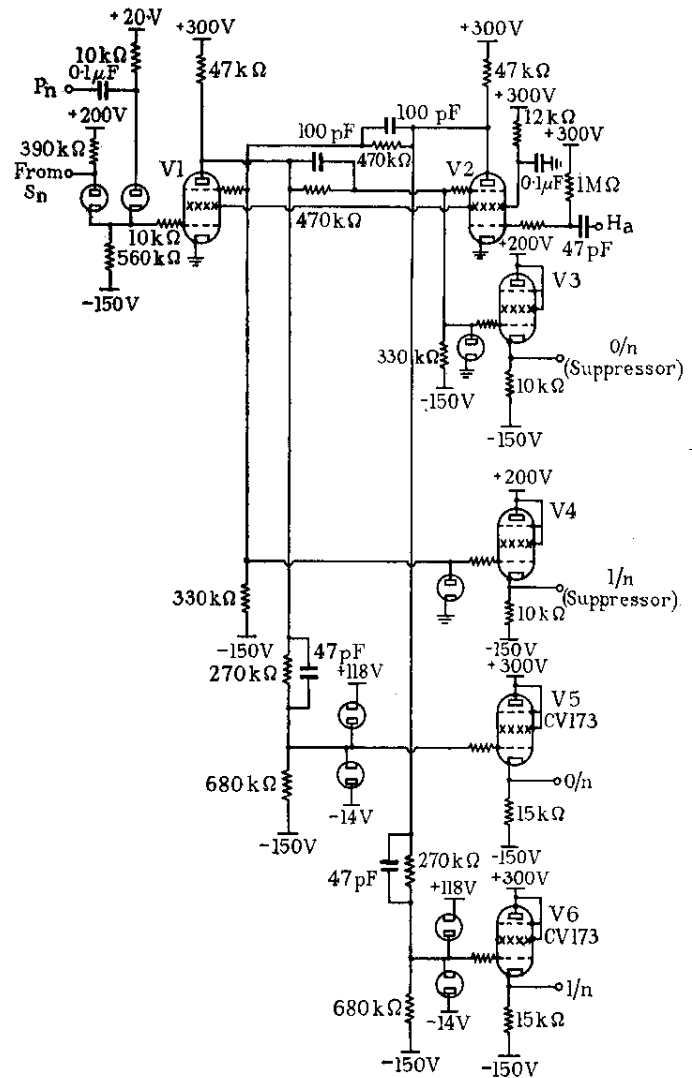 +20·V
+300V
+300V
10kΩ
0·1μF
Pn
47kΩ
47kΩ
+300V
+200V
100 pF
12kΩ
+300V
390kΩ
100 pF
From
Sn
V1
470kΩ
V2
0·1μF
1MΩ
10kΩ
470kΩ
Ha
560kΩ
47pF
+200V
-150V
V3
330kΩ
0/n
(Suppressor)
10kΩ
-150V
-150V
+200V
V4
1/n
(Suppressor)
330kΩ
10kΩ
-150V
-150V
+300V
47pF
270kΩ
+118V
V5
CV173
680kΩ
0/n
-14V
15kΩ
-150V
-150V
+300V
270kΩ
47pF
+118V
V6
CV173
1/n
680kΩ
-14V
15kΩ
-150V
-150V